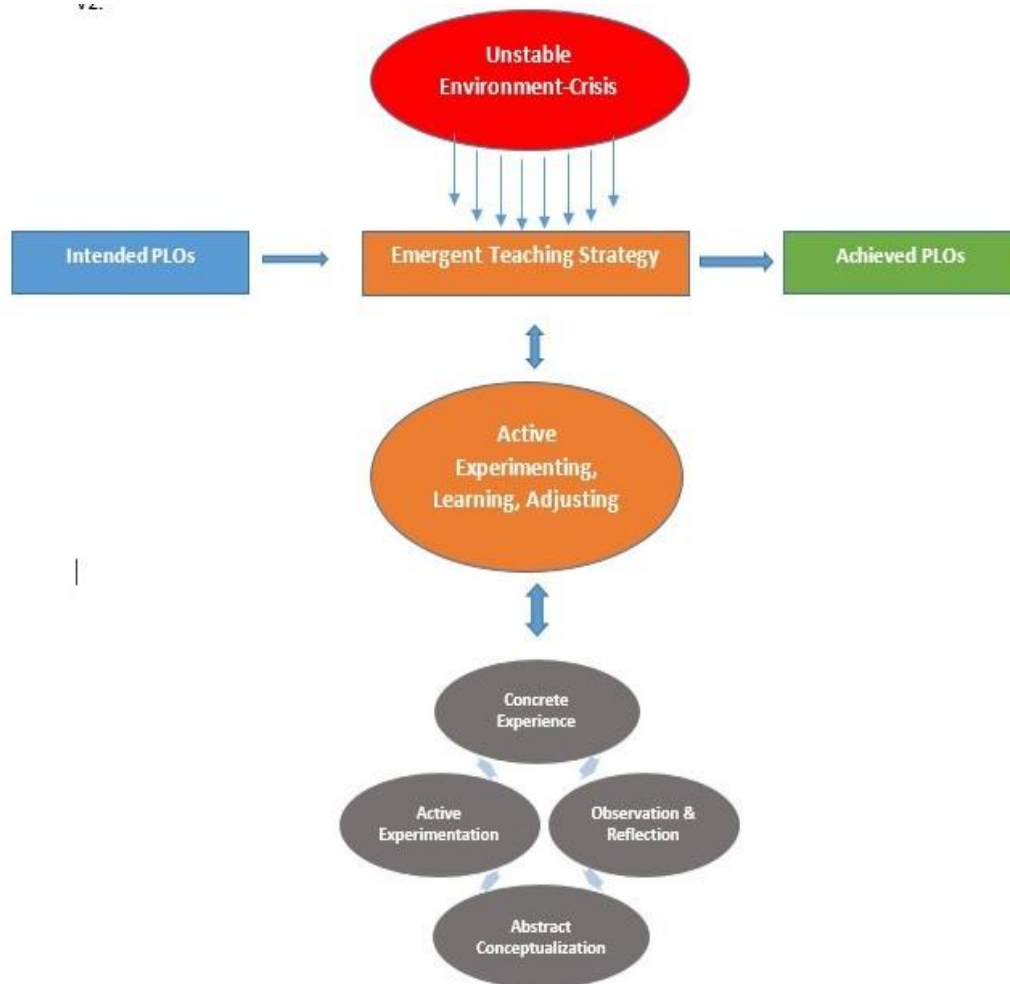 Unstable
Environment-Crisis
Intended PLOs
Emergent Teaching Strategy
Achieved PLOs
Active
Experimenting,
Learning, Adjusting
Concrete
Experience
Active
Experimentation
Observation &
Reflection
Abstract
Conceptualization